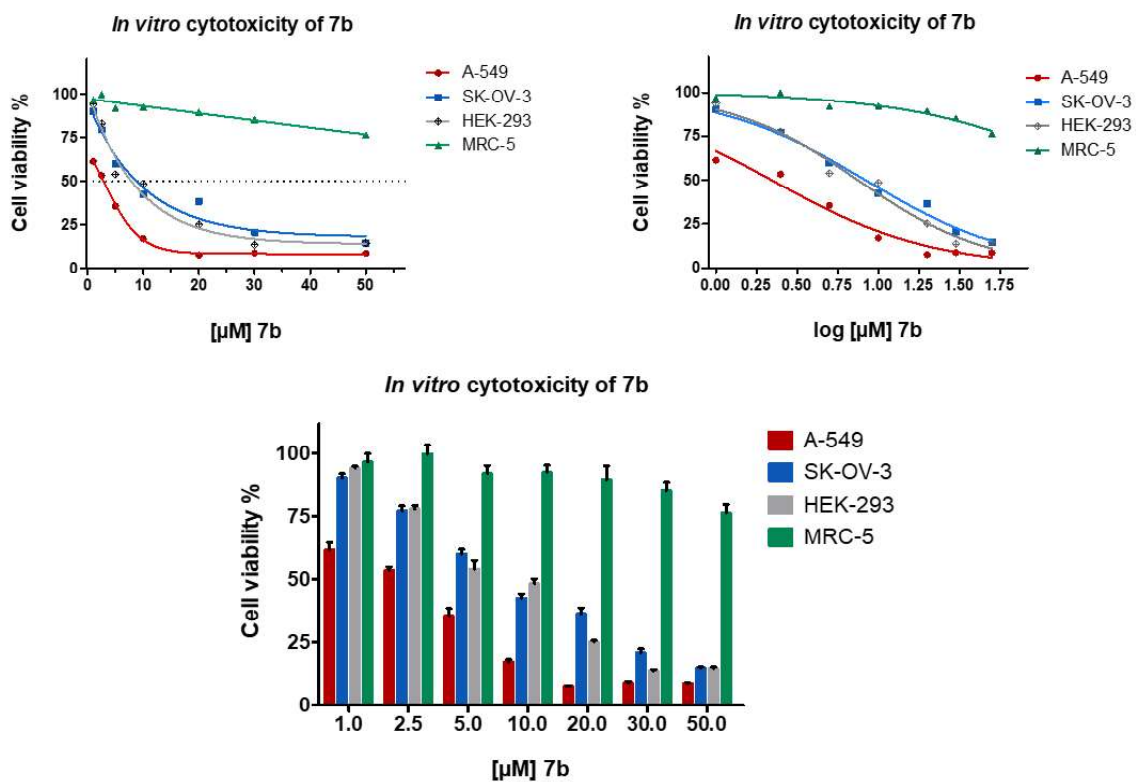 In vitro cytotoxicity of 7b
Cell viability %
100
75
50
25
0
0 10 20 30 40 50
[µM] 7b
A-549
SK-OV-3
HEK-293
MRC-5
In vitro cytotoxicity of 7b
Cell viability %
100
75
50
25
0
0.00 0.25 0.50 0.75 1.00 1.25 1.50 1.75
log [µM] 7b
A-549
SK-OV-3
HEK-293
MRC-5
In vitro cytotoxicity of 7b
Cell viability %
100
75
50
25
0
1.0 2.5 5.0 10.0 20.0 30.0 50.0
[µM] 7b
A-549
SK-OV-3
HEK-293
MRC-5